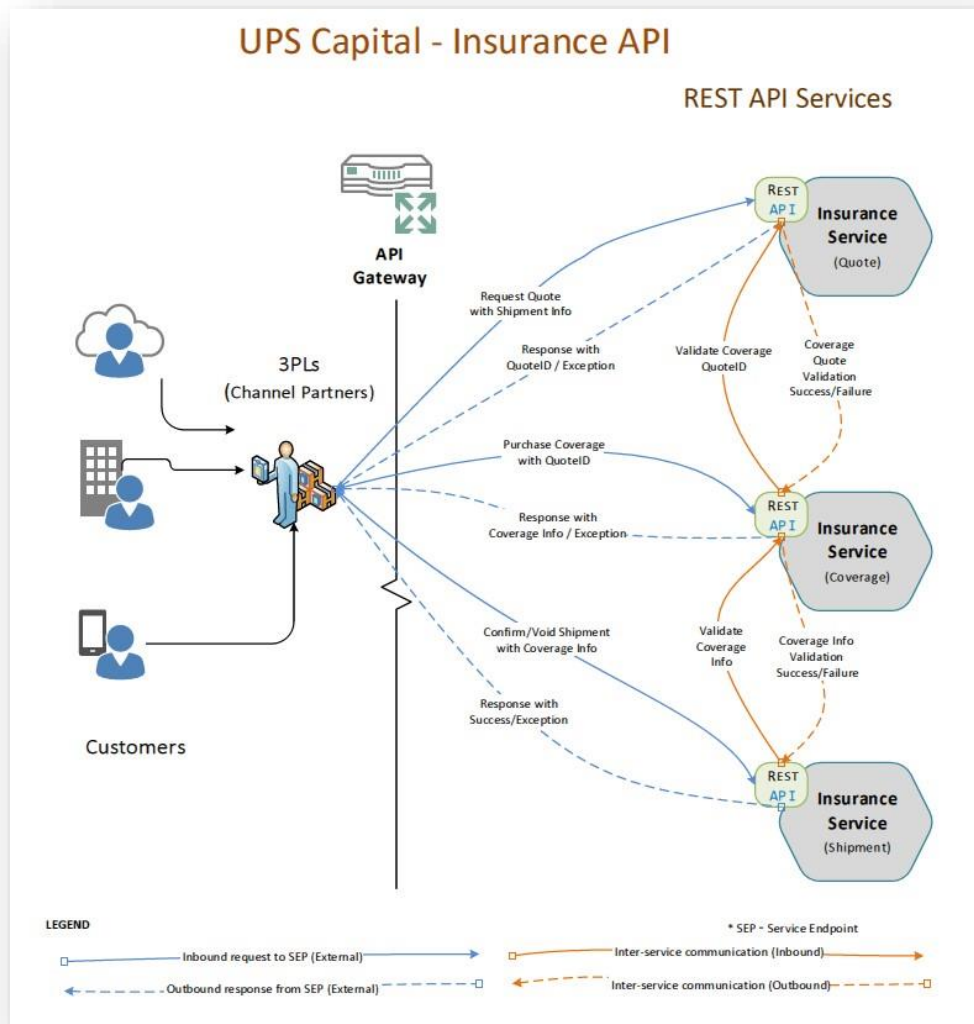 UPS Capital - Insurance API
REST API Services
API
Gateway
3PLs
(Channel Partners)
Customers
REST
API
Insurance
Service
(Quote)
Request Quote
with Shipment Info
Response with
QuoteID / Exception
Validate Coverage
QuoteID
Coverage
Quote
Validation
Success/Failure
Purchase Coverage
with QuoteID
REST
API
Insurance
Service
(Coverage)
Response with
Coverage Info / Exception
Confirm/Void Shipment
with Coverage Info
Validate
Coverage
Info
Coverage Info
Validation
Success/Failure
Response with
Success/Exception
REST
API
Insurance
Service
(Shipment)
LEGEND
* SEP - Service Endpoint
Inbound request to SEP (External)
Inter-service communication (Inbound)
Outbound response from SEP (External)
Inter-service communication (Outbound)